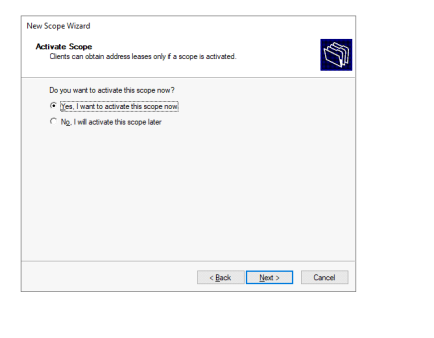 New Scope Wizard
Activate Scope
Clients can obtain address leases only if a scope is activated.
Do you want to activate this scope now?
Yes, I want to activate this scope now
No, I will activate this scope later
< Back
Next >
Cancel